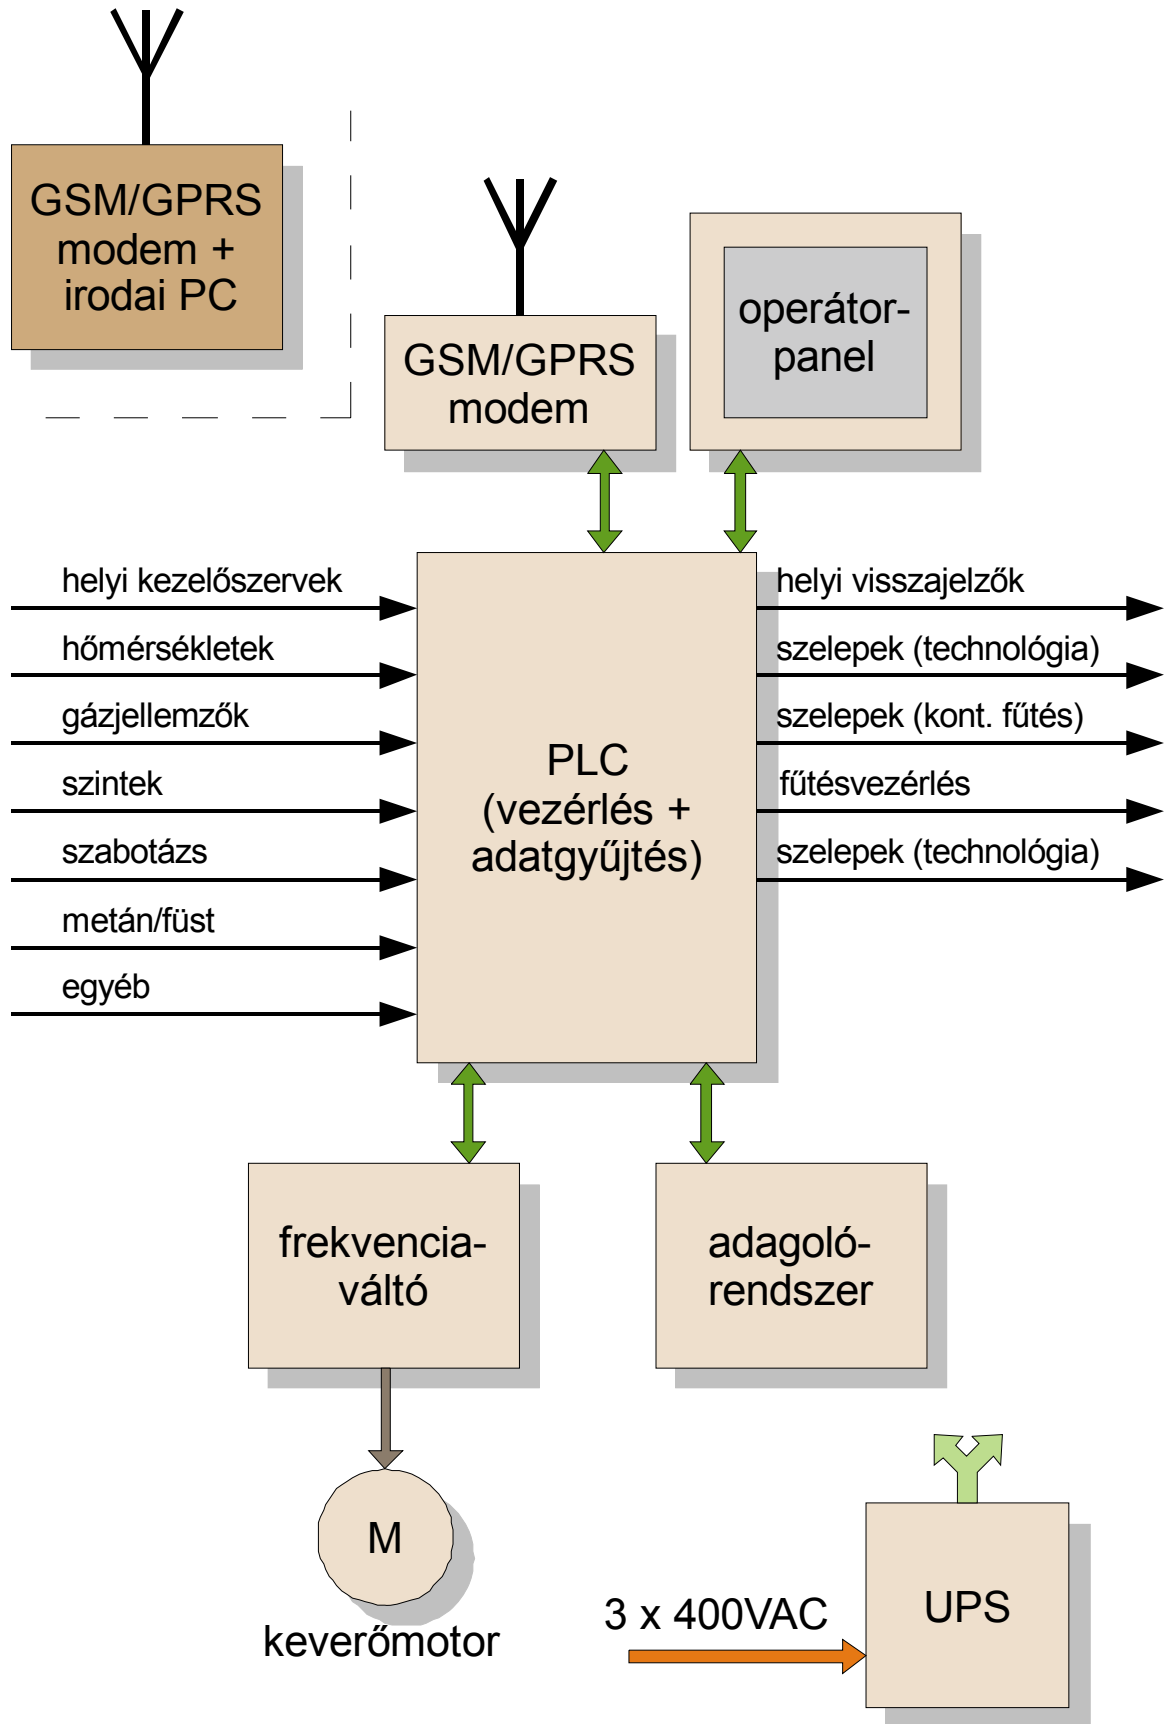 GSM/GPRS
modem +
irodai PC
GSM/GPRS
modem
operátor-
panel
helyi kezelőszervek
hőmérsékletek
gázjellemzők
szintek
szabotázs
metán/füst
egyéb
PLC
(vezérlés +
adatgyűjtés)
helyi visszajelzők
szelepek (technológia)
szelepek (kont. fűtés)
fűtésvezérlés
szelepek (technológia)
frekvencia-
váltó
adagoló-
rendszer
M
keverőmotor
3 x 400VAC
UPS